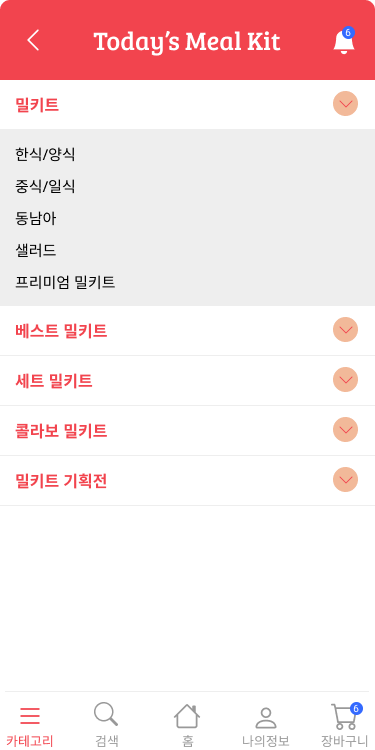 Today's Meal Kit
6
밀키트
한식/양식
중식/일식
동남아
샐러드
프리미엄 밀키트
베스트 밀키트
세트 밀키트
콜라보 밀키트
밀키트 기획전
6
카테고리 검색 홈 나의정보 장바구니